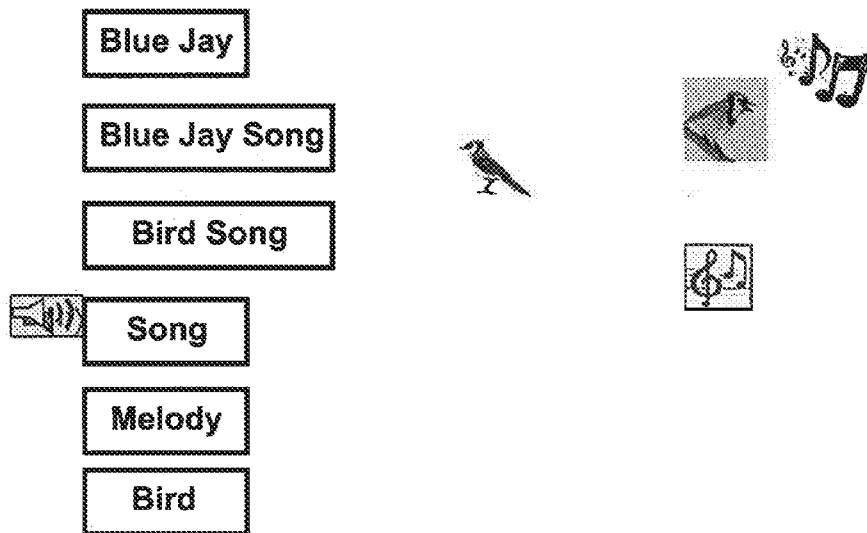 Blue Jay
Blue Jay Song
Bird Song
Song
Melody
Bird